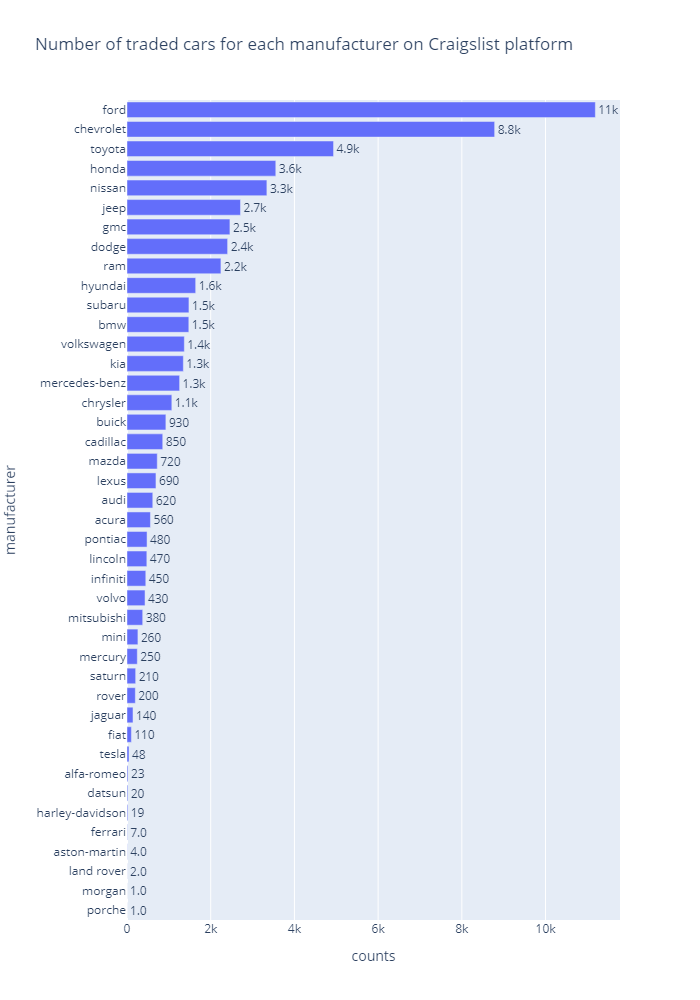 Number of traded cars for each manufacturer on Craigslist platform
ford 11k
chevrolet 8.8k
toyota 4.9k
honda 3.6k
nissan 3.3k
jeep 2.7k
gmc 2.5k
dodge 2.4k
ram 2.2k
hyundai 1.6k
subaru 1.5k
bmw 1.5k
volkswagen 1.4k
kia 1.3k
mercedes-benz 1.3k
chrysler 1.1k
buick 930
cadillac 850
mazda 720
lexus 690
audi 620
acura 560
pontiac 480
lincoln 470
infiniti 450
volvo 430
mitsubishi 380
mini 260
mercury 250
saturn 210
rover 200
jaguar 140
fiat 110
tesla 48
alfa-romeo 23
datsun 20
harley-davidson 19
ferrari 7.0
aston-martin 4.0
land rover 2.0
morgan 1.0
porche 1.0
manufacturer
0 2k 4k 6k 8k 10k
counts